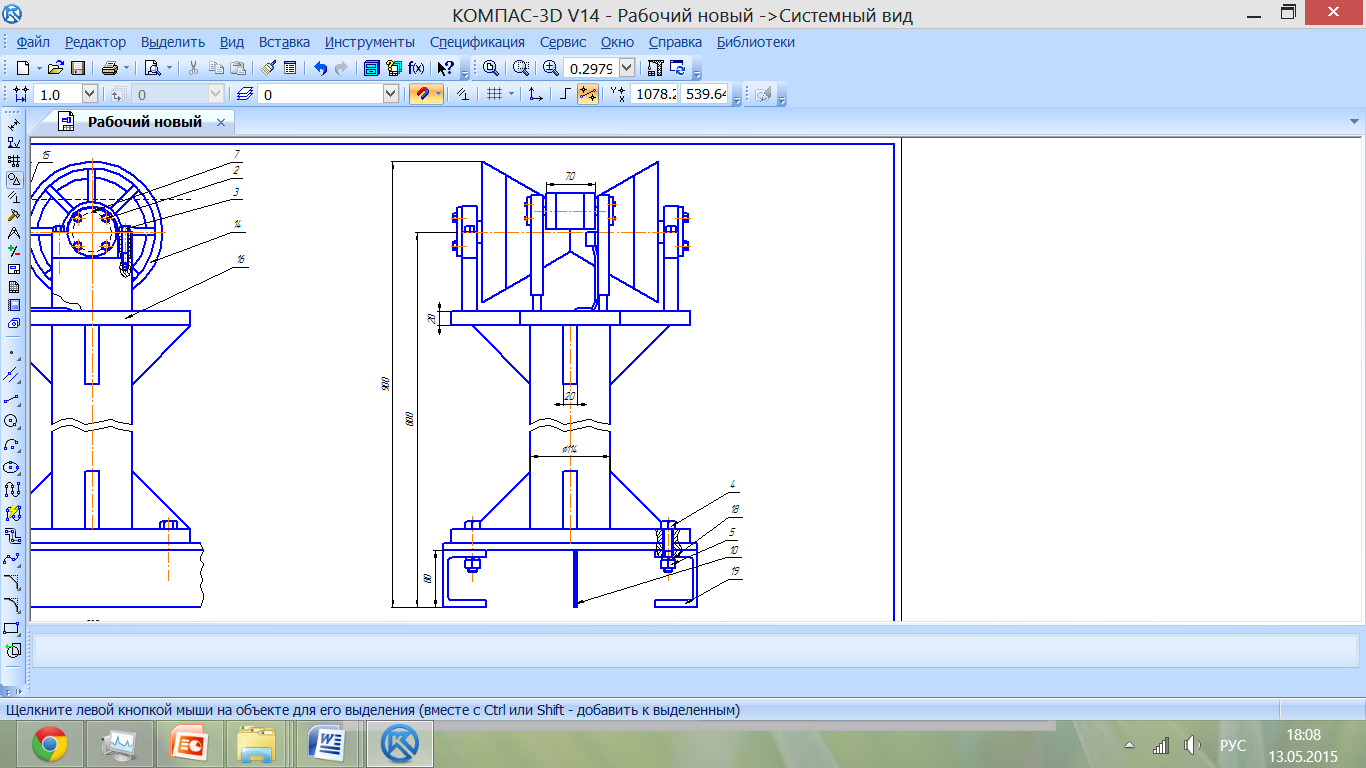 КОМПАС-3D V14 - Рабочий новый ->Системный вид
Файл Редактор Выделить Вид Вставка Инструменты Спецификация Сервис Окно Справка Библиотеки
f(x) 0.2979
1.0 0 0 1078.2 539.64
Рабочий новый
15 7
2
3
14
16
70
20
900
800
20
ø114
4
18
5
10
19
80
Щелкните левой кнопкой мыши на объекте для его выделения (вместе с Ctrl или Shift - добавить к выделенным)
РУС
18:08
13.05.2015